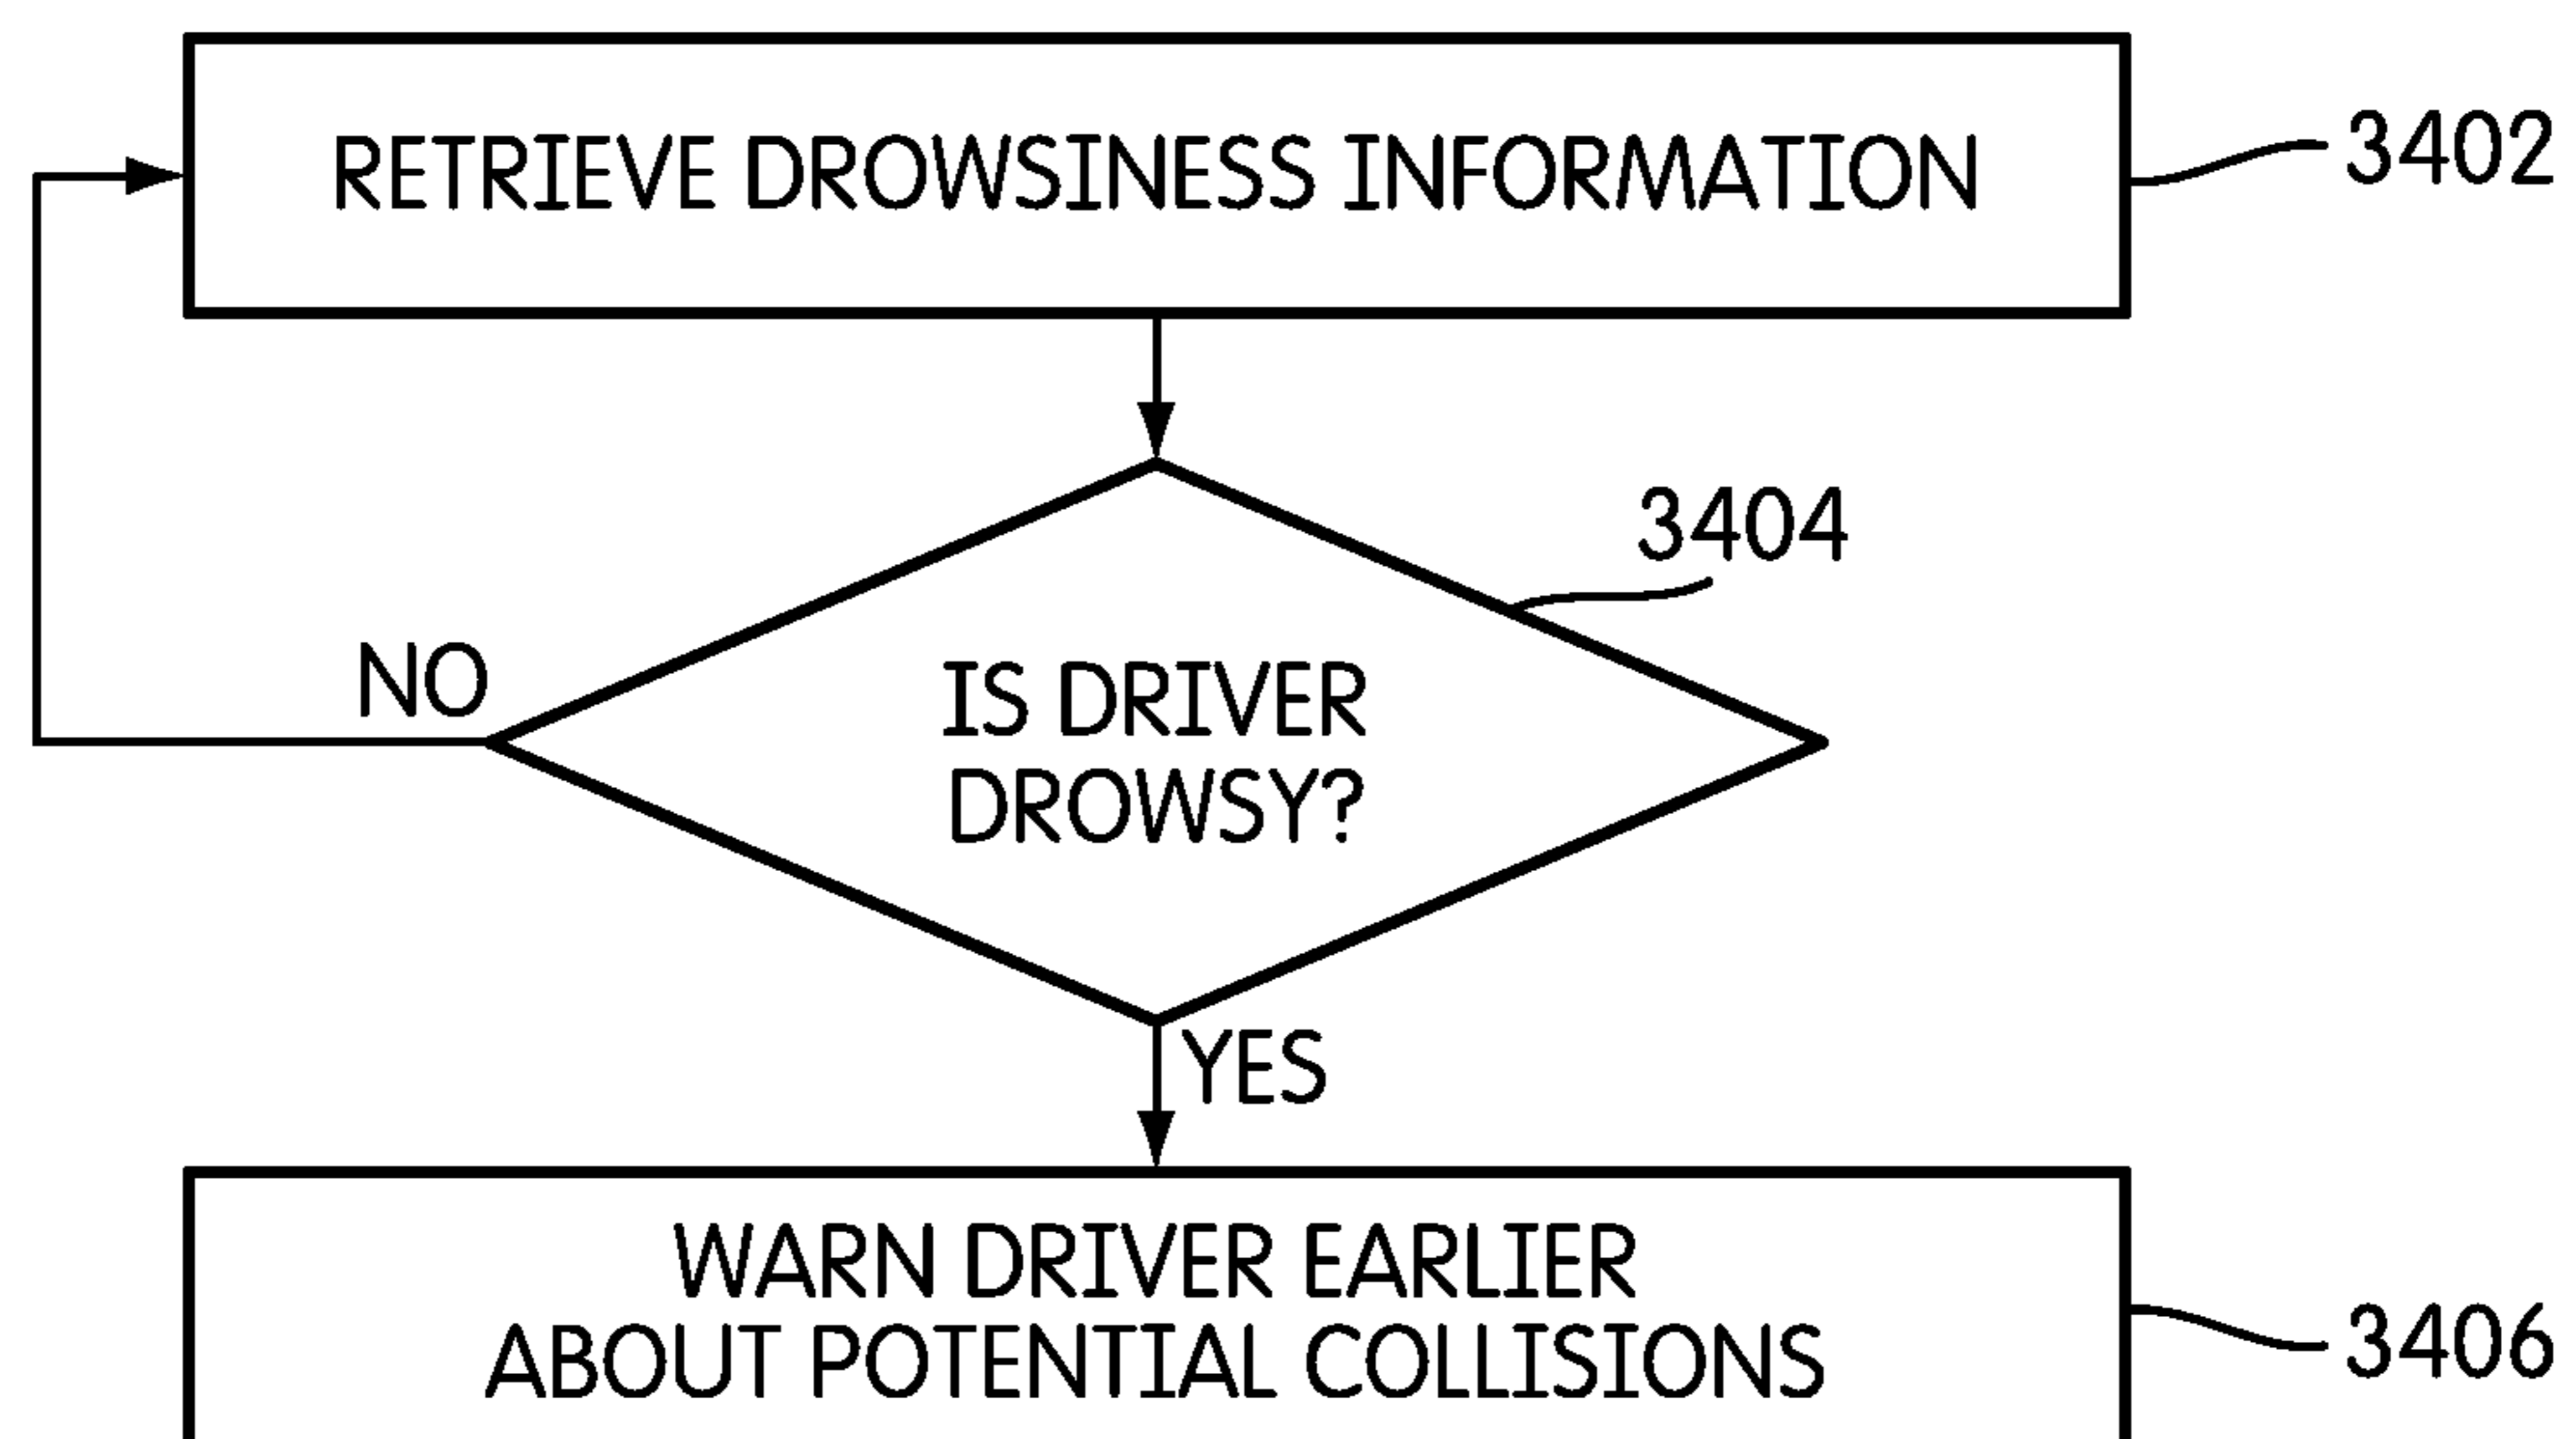 RETRIEVE DROWSINESS INFORMATION
3402
3404
NO
IS DRIVER
DROWSY?
YES
WARN DRIVER EARLIER
ABOUT POTENTIAL COLLISIONS
3406